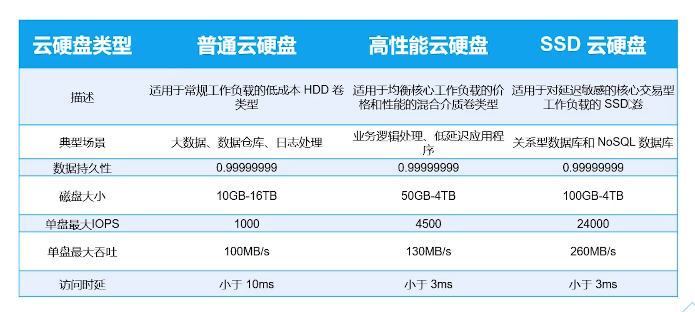 云硬盘类型 普通云硬盘 高性能云硬盘 SSD 云硬盘
描述 适用于常规工作负载的低成本 HDD 卷类型 适用于均衡核心工作负载的价格和性能的混合介质卷类型 适用于对延迟敏感的核心交易型工作负载的 SSD卷
典型场景 大数据、数据仓库、日志处理 业务逻辑处理、低延迟应用程序 关系型数据库和 NoSQL 数据库
数据持久性 0.99999999 0.99999999 0.99999999
磁盘大小 10GB-16TB 50GB-4TB 100GB-4TB
单盘最大IOPS 1000 4500 24000
单盘最大吞吐 100MB/s 130MB/s 260MB/s
访问时延 小于 10ms 小于 3ms 小于 3ms